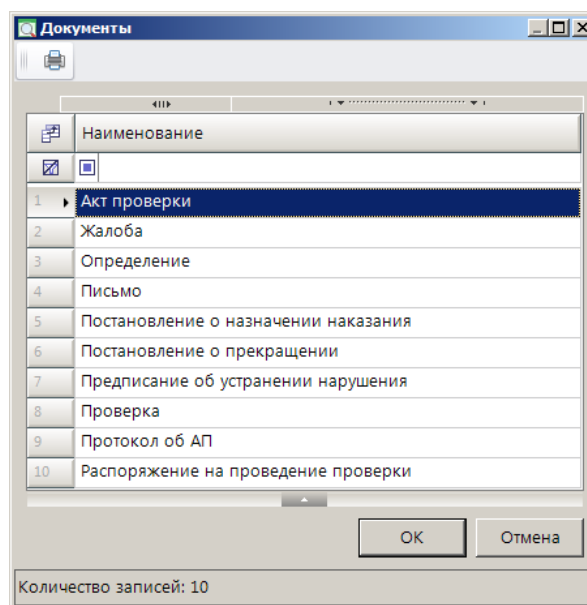 Документы
Наименование
1 Акт проверки
2 Жалоба
3 Определение
4 Письмо
5 Постановление о назначении наказания
6 Постановление о прекращении
7 Предписание об устранении нарушения
8 Проверка
9 Протокол об АП
10 Распоряжение на проведение проверки
ОК Отмена
Количество записей: 10